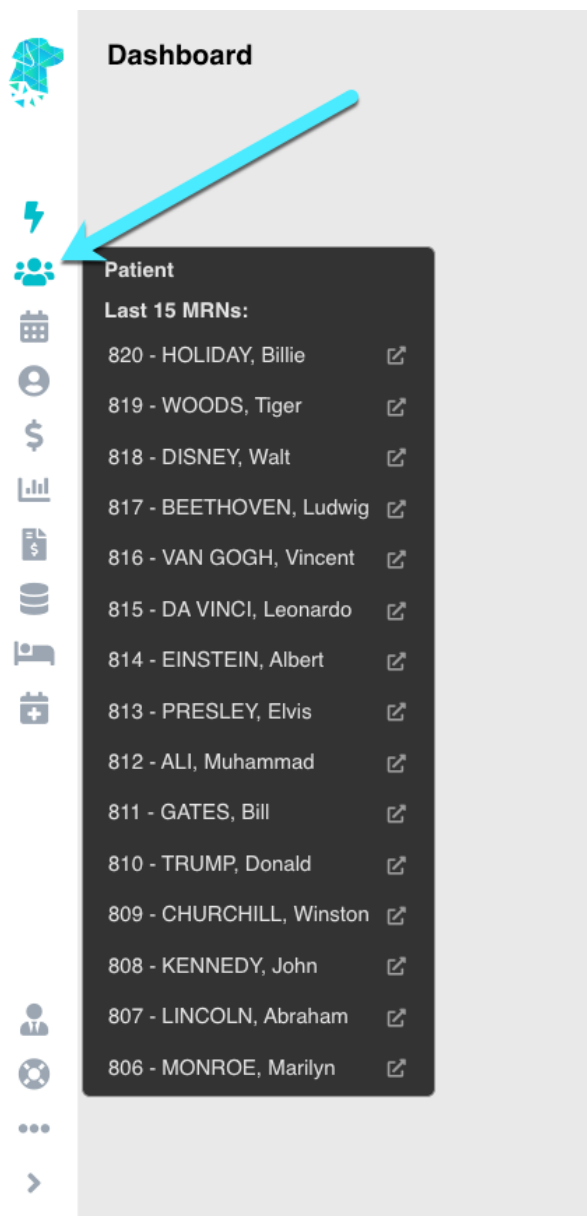 Dashboard
Patient
Last 15 MRNs:
820 - HOLIDAY, Billie
819 - WOODS, Tiger
818 - DISNEY, Walt
817 - BEETHOVEN, Ludwig
816 - VAN GOGH, Vincent
815 - DA VINCI, Leonardo
814 - EINSTEIN, Albert
813 - PRESLEY, Elvis
812 - ALI, Muhammad
811 - GATES, Bill
810 - TRUMP, Donald
809 - CHURCHILL, Winston
808 - KENNEDY, John
807 - LINCOLN, Abraham
806 - MONROE, Marilyn